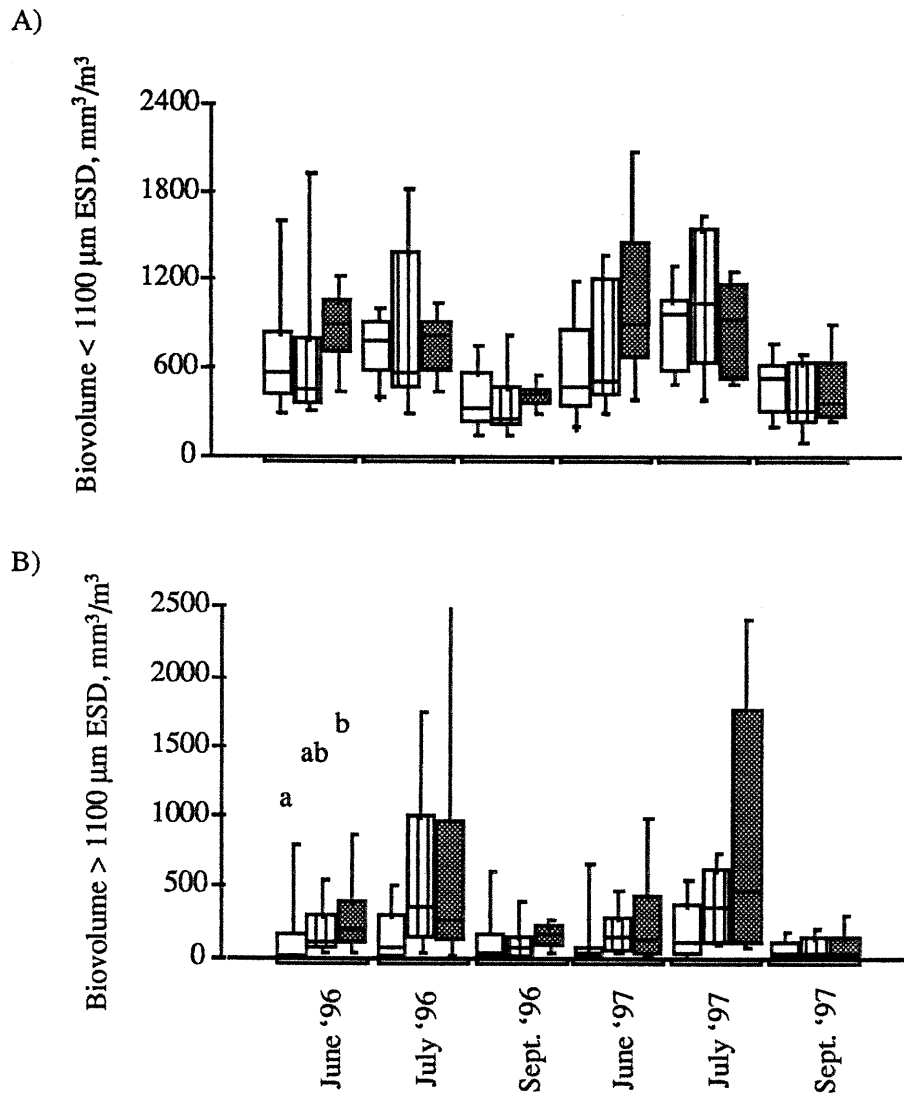 A)
Biovolume < 1100 µm ESD, mm³/m³
2400
1800
1200
600
0
B)
Biovolume > 1100 µm ESD, mm³/m³
2500
2000
1500
1000
500
0
a
ab
b
June ‘96
July ‘96
Sept. ‘96
June ‘97
July ‘97
Sept. ‘97